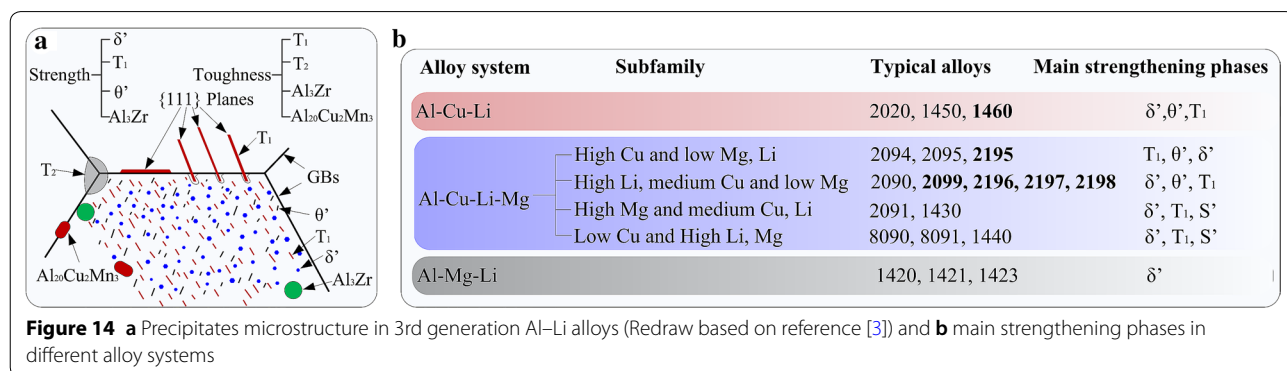 a
δ’
T₁
Strength
θ’
Al₃Zr
T₁
T₂
Toughness
Al₃Zr
Al₂₀Cu₂Mn₃
{111} Planes
T₁
T₂
GBs
θ’
T₁
δ’
Al₂₀Cu₂Mn₃
Al₃Zr
b
Alloy system Subfamily Typical alloys Main strengthening phases
Al-Cu-Li 2020, 1450, 1460 δ’,θ’,T₁
High Cu and low Mg, Li 2094, 2095, 2195 T₁, θ’, δ’
High Li, medium Cu and low Mg 2090, 2099, 2196, 2197, 2198 δ’, θ’, T₁
Al-Cu-Li-Mg
High Mg and medium Cu, Li 2091, 1430 δ’, T₁, S’
Low Cu and High Li, Mg 8090, 8091, 1440 δ’, T₁, S’
Al-Mg-Li 1420, 1421, 1423 δ’
Figure 14 a Precipitates microstructure in 3rd generation Al–Li alloys (Redraw based on reference [3]) and b main strengthening phases in
different alloy systems